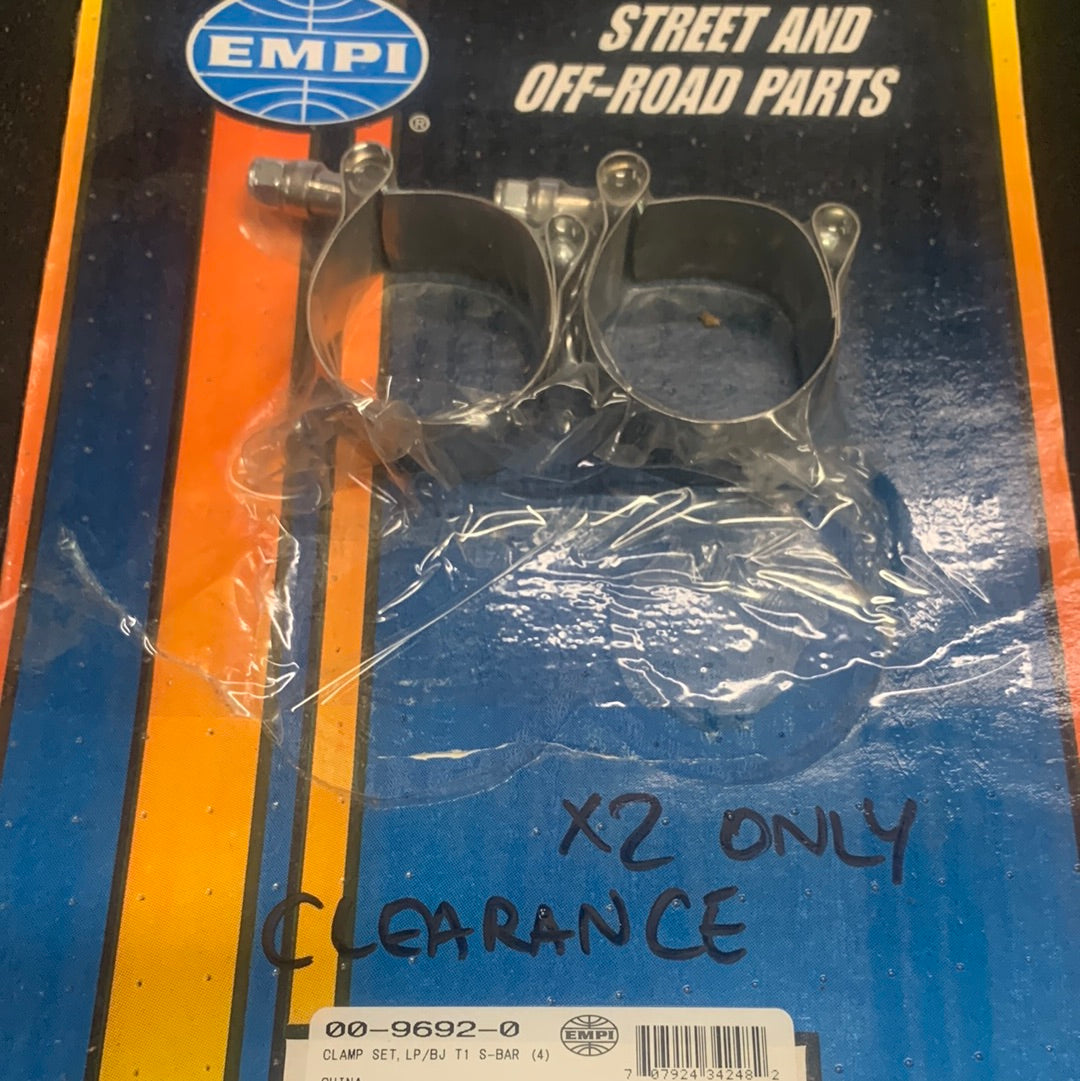 EMPI
®
STREET AND
OFF-ROAD PARTS
X2 ONLY
CLEARANCE
00-9692-0
EMPI
CLAMP SET, LP/BJ T1 S-BAR (4)
CHINA
7 07924 34248 2